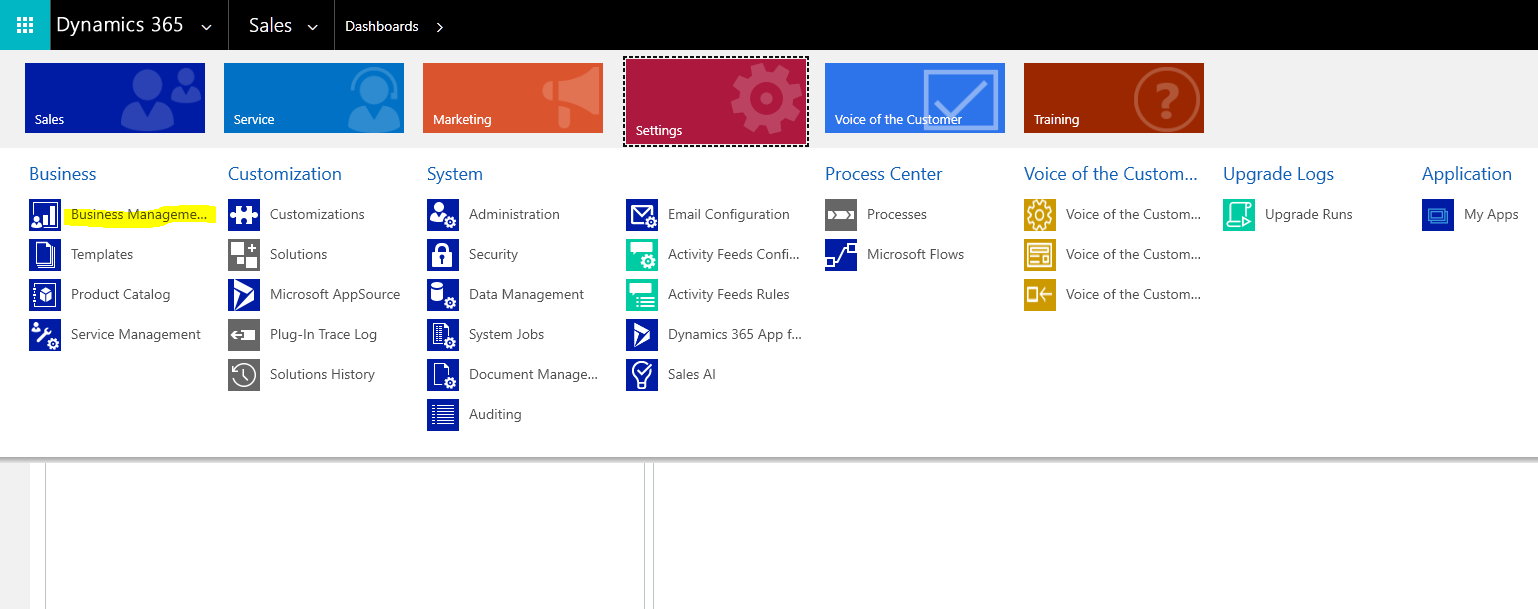 Dynamics 365 Sales Dashboards
Sales Service Marketing Settings Voice of the Customer Training
Business
Business Manageme...
Templates
Product Catalog
Service Management
Customization
Customizations
Solutions
Microsoft AppSource
Plug-In Trace Log
Solutions History
System
Administration
Security
Data Management
System Jobs
Document Manage...
Auditing
Email Configuration
Activity Feeds Confi...
Activity Feeds Rules
Dynamics 365 App f...
Sales AI
Process Center
Processes
Microsoft Flows
Voice of the Custom...
Voice of the Custom...
Voice of the Custom...
Voice of the Custom...
Upgrade Logs
Upgrade Runs
Application
My Apps